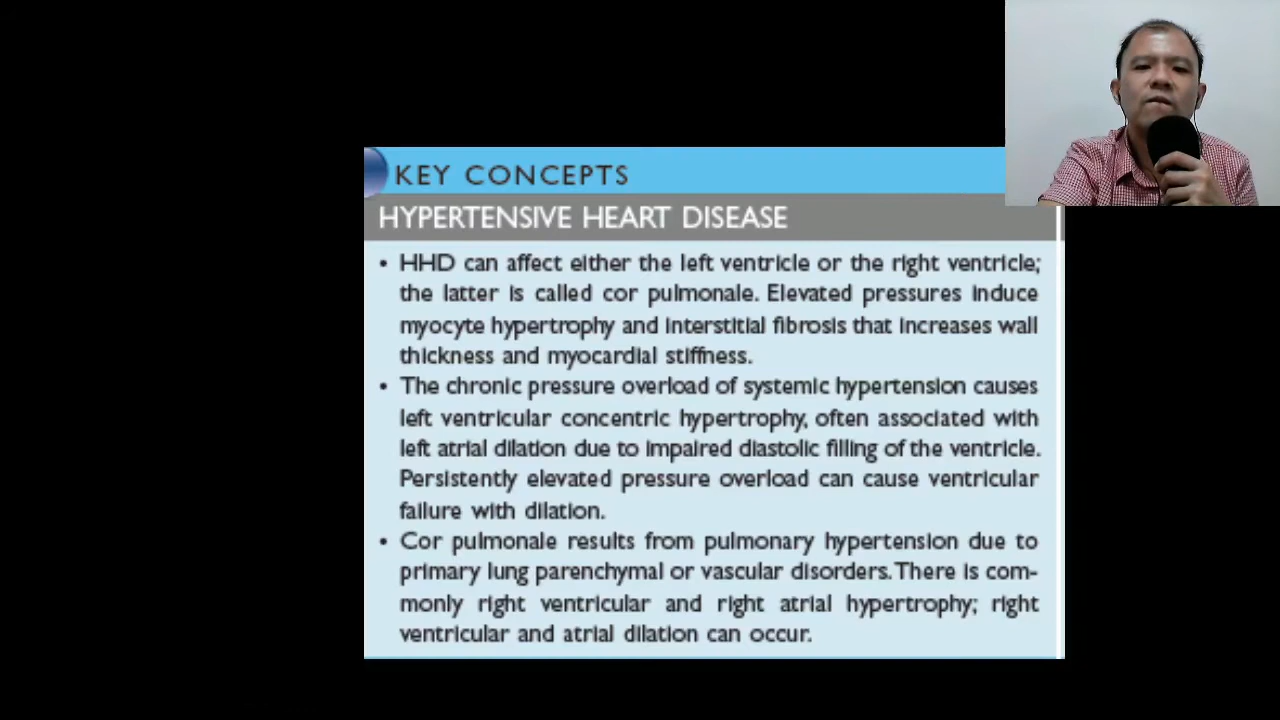 KEY CONCEPTS
HYPERTENSIVE HEART DISEASE
• HHD can affect either the left ventricle or the right ventricle;
the latter is called cor pulmonale. Elevated pressures induce
myocyte hypertrophy and interstitial fibrosis that increases wall
thickness and myocardial stiffness.
• The chronic pressure overload of systemic hypertension causes
left ventricular concentric hypertrophy, often associated with
left atrial dilation due to impaired diastolic filling of the ventricle.
Persistently elevated pressure overload can cause ventricular
failure with dilation.
• Cor pulmonale results from pulmonary hypertension due to
primary lung parenchymal or vascular disorders. There is com-
monly right ventricular and right atrial hypertrophy; right
ventricular and atrial dilation can occur.